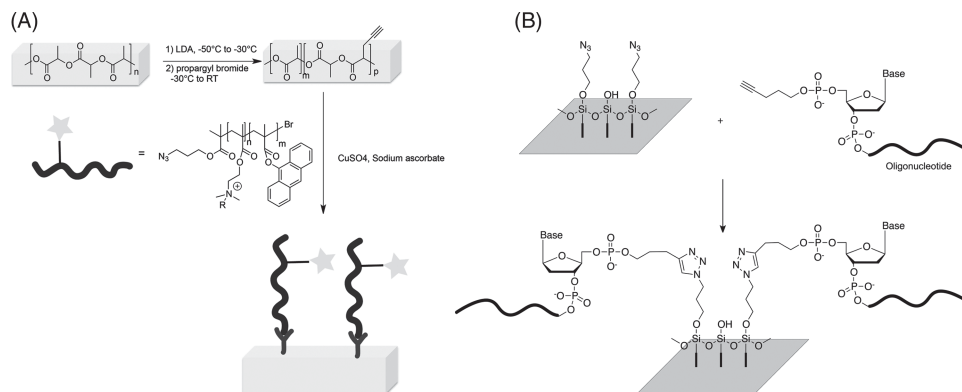 (A)
1) LDA, -50°C to -30°C
2) propargyl bromide
-30°C to RT
O
O
O
O
O
O
n
O
O
O
O
O
O
m
p
=
N3
O
O
n
O
O
m
Br
O
O
N
⊕
R
CuSO4, Sodium ascorbate
(B)
N3
N3
O
OH
O
O
Si
O
Si
O
Si
O
+
O
O
P
O-
O
Base
O
O
O
P
O-
O
Oligonucleotide
Base
O
O
O
P
O-
O
O
O-
P
O
O
N
N
N
N
N
N
O
O
P
O-
O
Base
O
O
O
P
O-
O
O
OH
O
O
Si
O
Si
O
Si
O